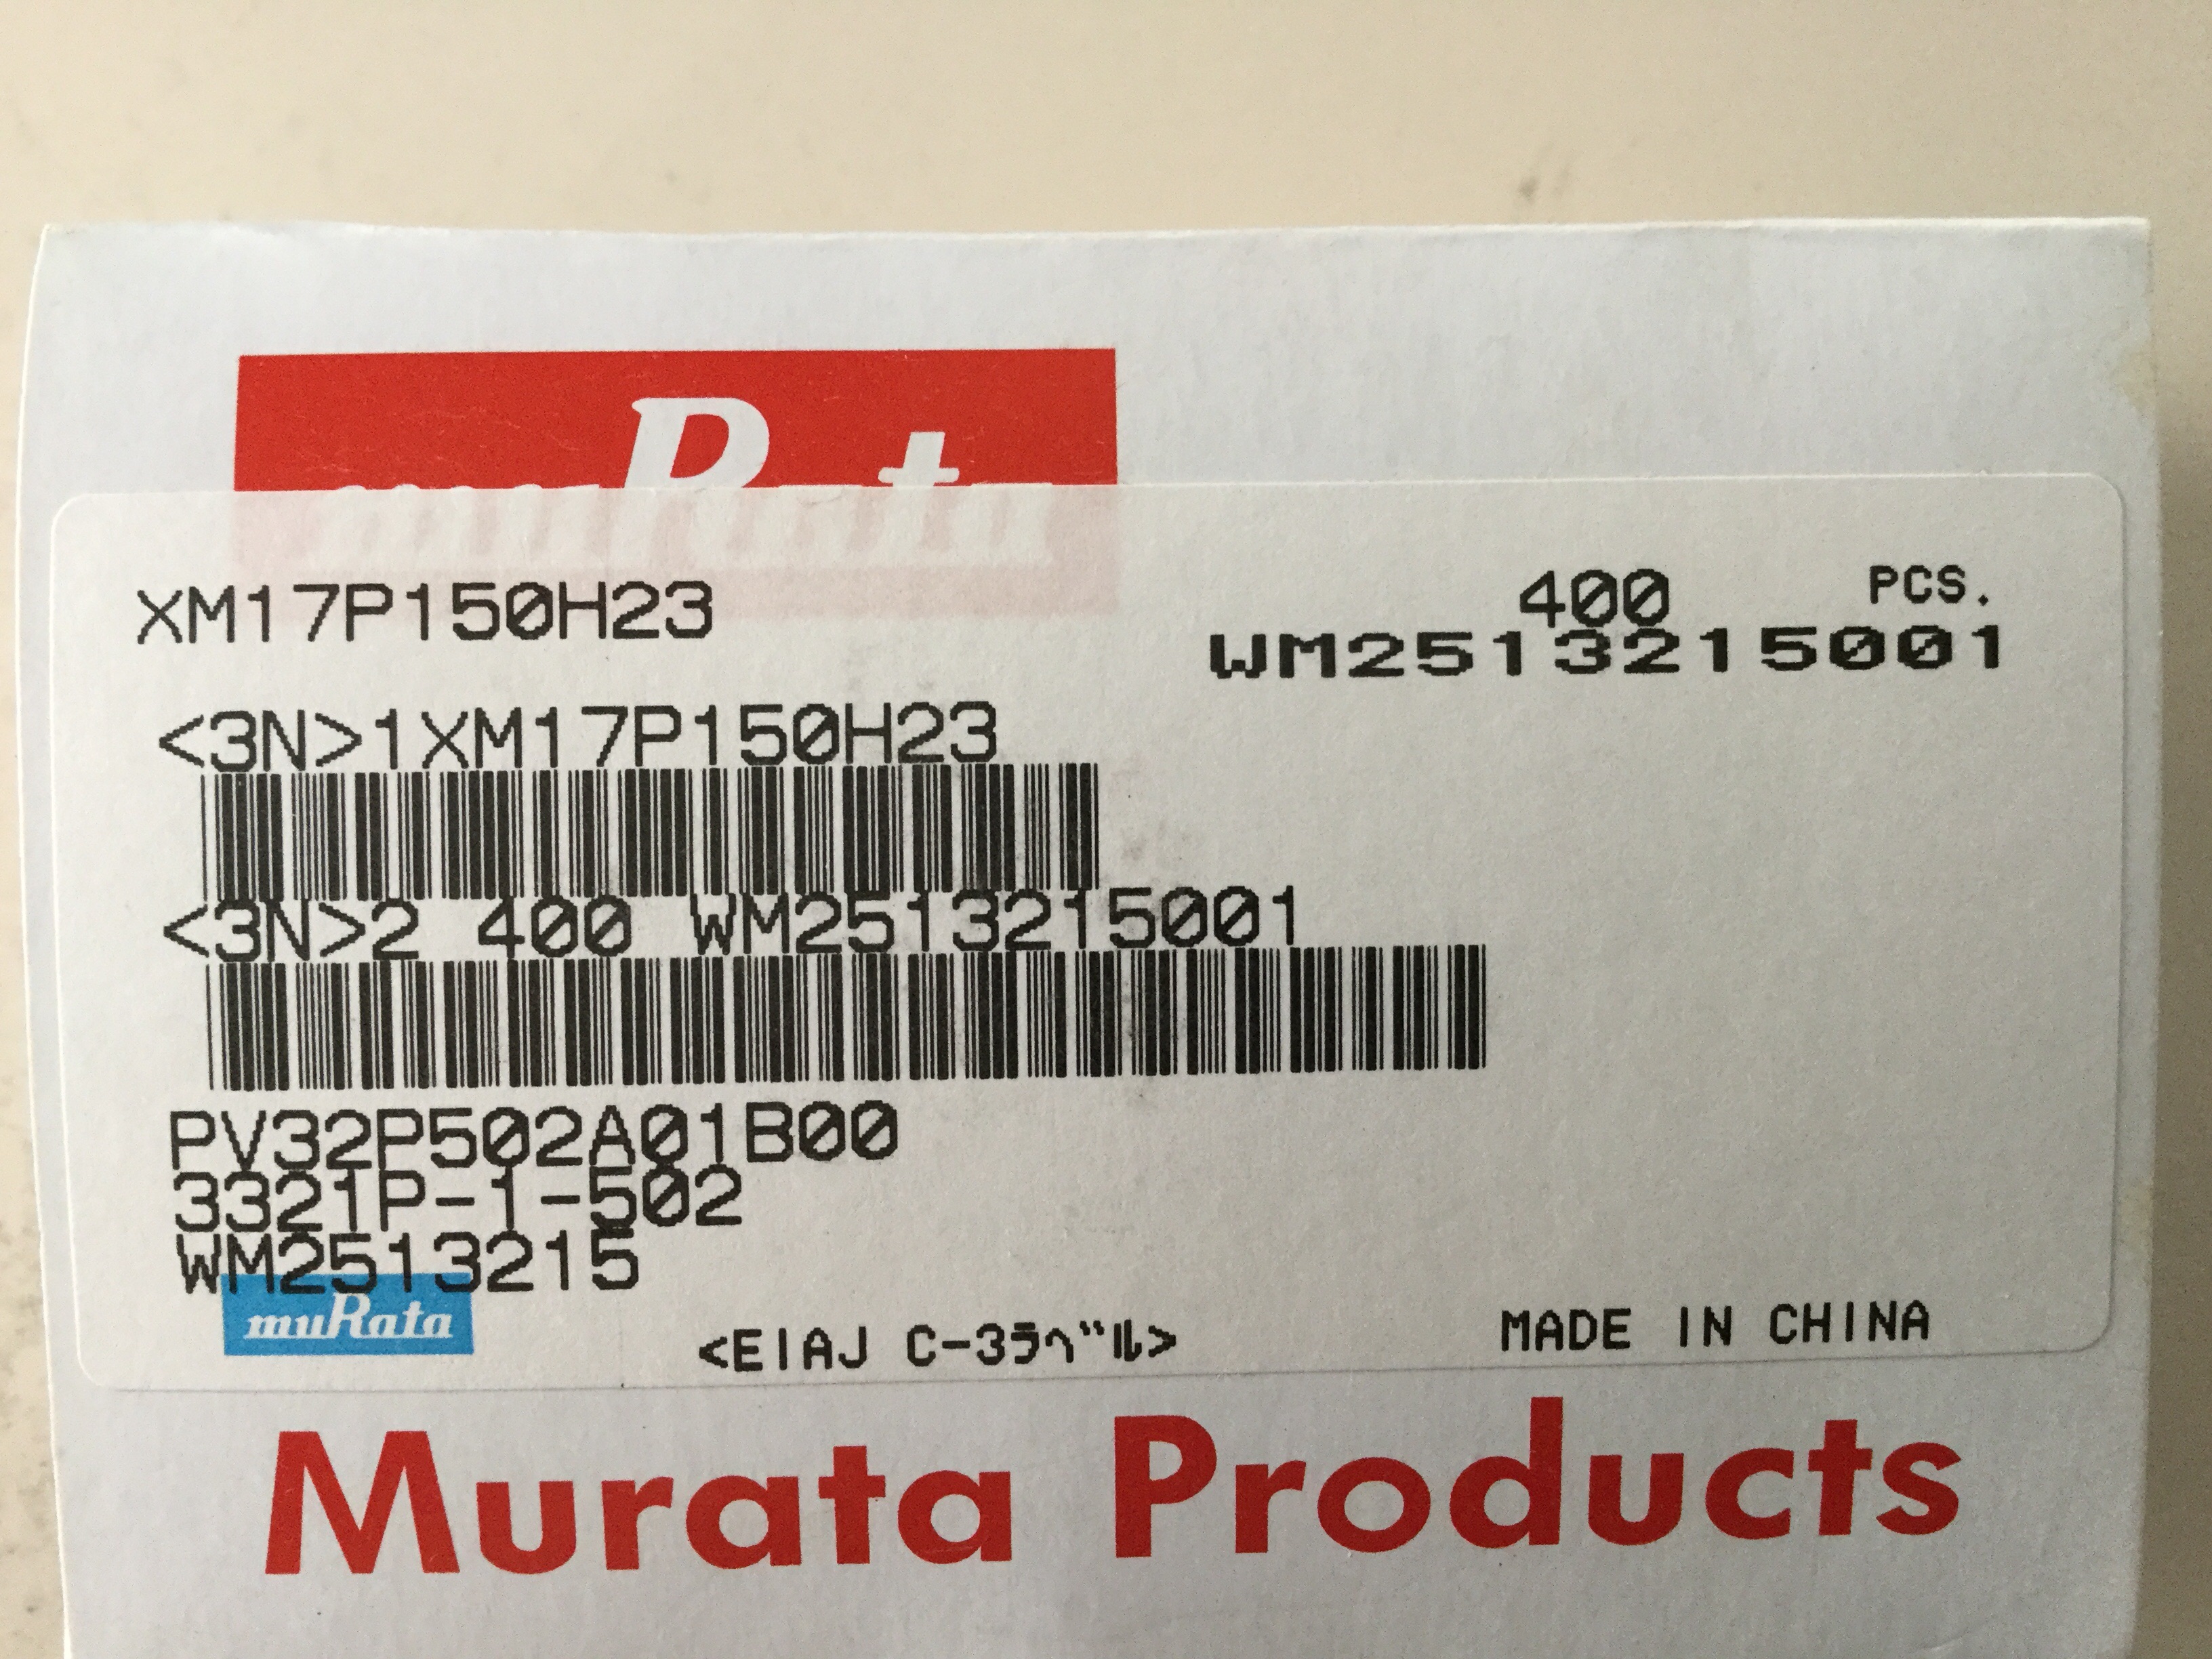 muRata
XM17P150H23
400 PCS.
WM2513215001
<3N>1XM17P150H23
<3N>2 400 WM2513215001
PV32P502A01B00
3321P-1-502
WM2513215
muRata
<EIAJ C-3ﾗﾍﾞﾙ>
MADE IN CHINA
Murata Products